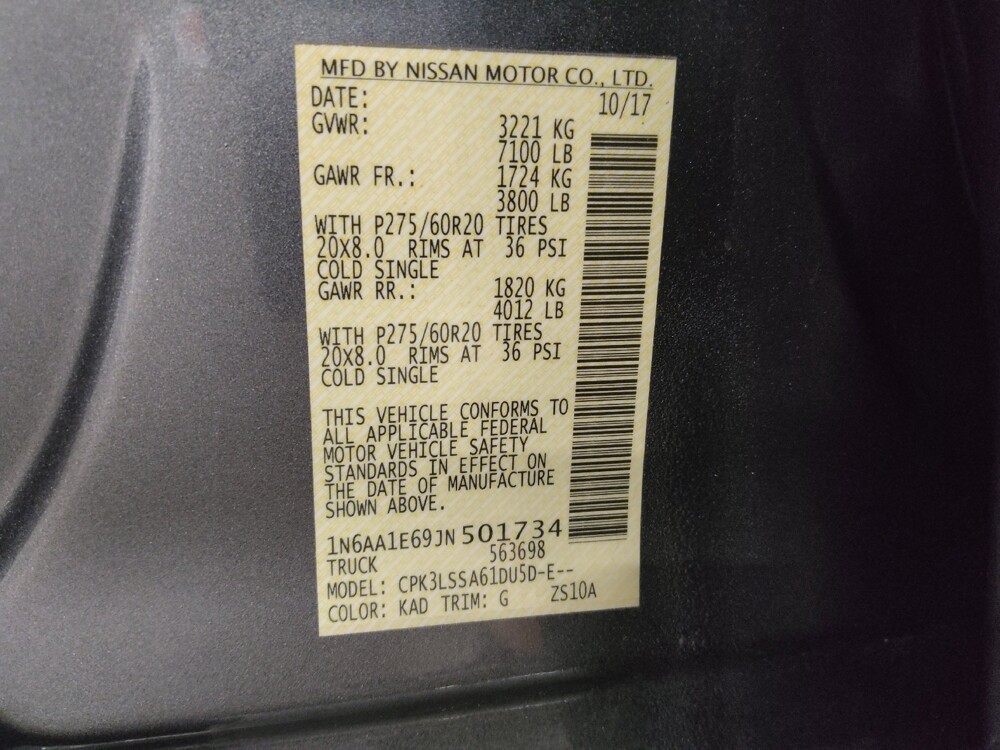 MFD BY NISSAN MOTOR CO., LTD.
DATE: 10/17
GVWR: 3221 KG
7100 LB
GAWR FR.: 1724 KG
3800 LB
WITH P275/60R20 TIRES
20X8.0 RIMS AT 36 PSI
COLD SINGLE
GAWR RR.: 1820 KG
4012 LB
WITH P275/60R20 TIRES
20X8.0 RIMS AT 36 PSI
COLD SINGLE
THIS VEHICLE CONFORMS TO
ALL APPLICABLE FEDERAL
MOTOR VEHICLE SAFETY
STANDARDS IN EFFECT ON
THE DATE OF MANUFACTURE
SHOWN ABOVE.
1N6AA1E69JN501734
TRUCK 563698
MODEL: CPK3LSSA61DU5D-E--
COLOR: KAD TRIM: G ZS10A